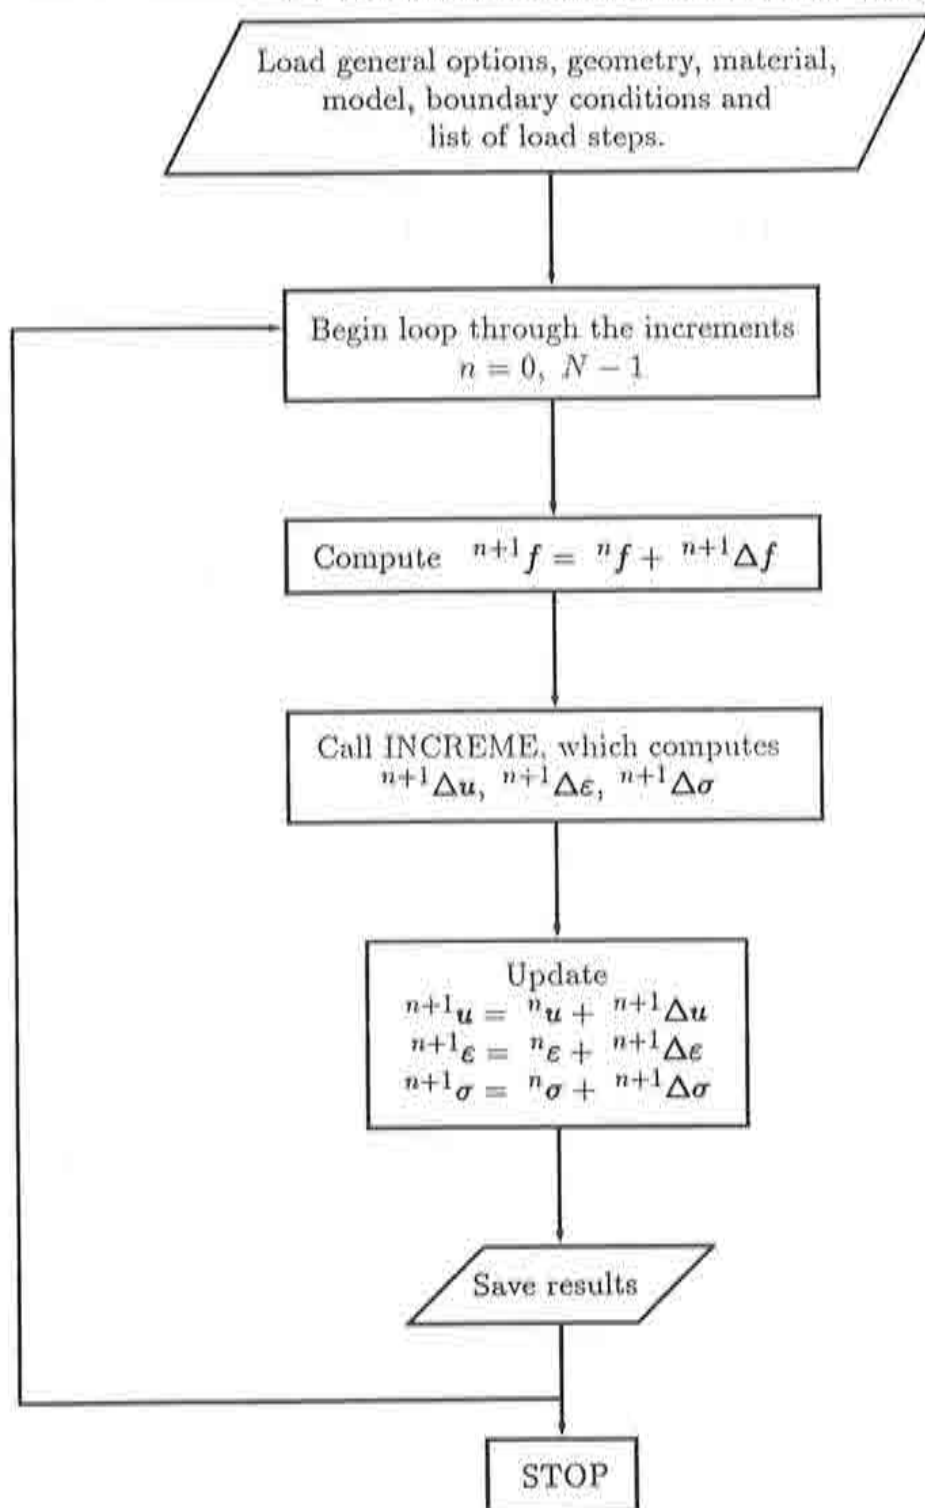 Load general options, geometry, material,
model, boundary conditions and
list of load steps.
Begin loop through the increments
n = 0, N − 1
Compute ⁿ⁺¹f = ⁿf + ⁿ⁺¹Δf
Call INCREME, which computes
ⁿ⁺¹Δu, ⁿ⁺¹Δε, ⁿ⁺¹Δσ
Update
ⁿ⁺¹u = ⁿu + ⁿ⁺¹Δu
ⁿ⁺¹ε = ⁿε + ⁿ⁺¹Δε
ⁿ⁺¹σ = ⁿσ + ⁿ⁺¹Δσ
Save results
STOP